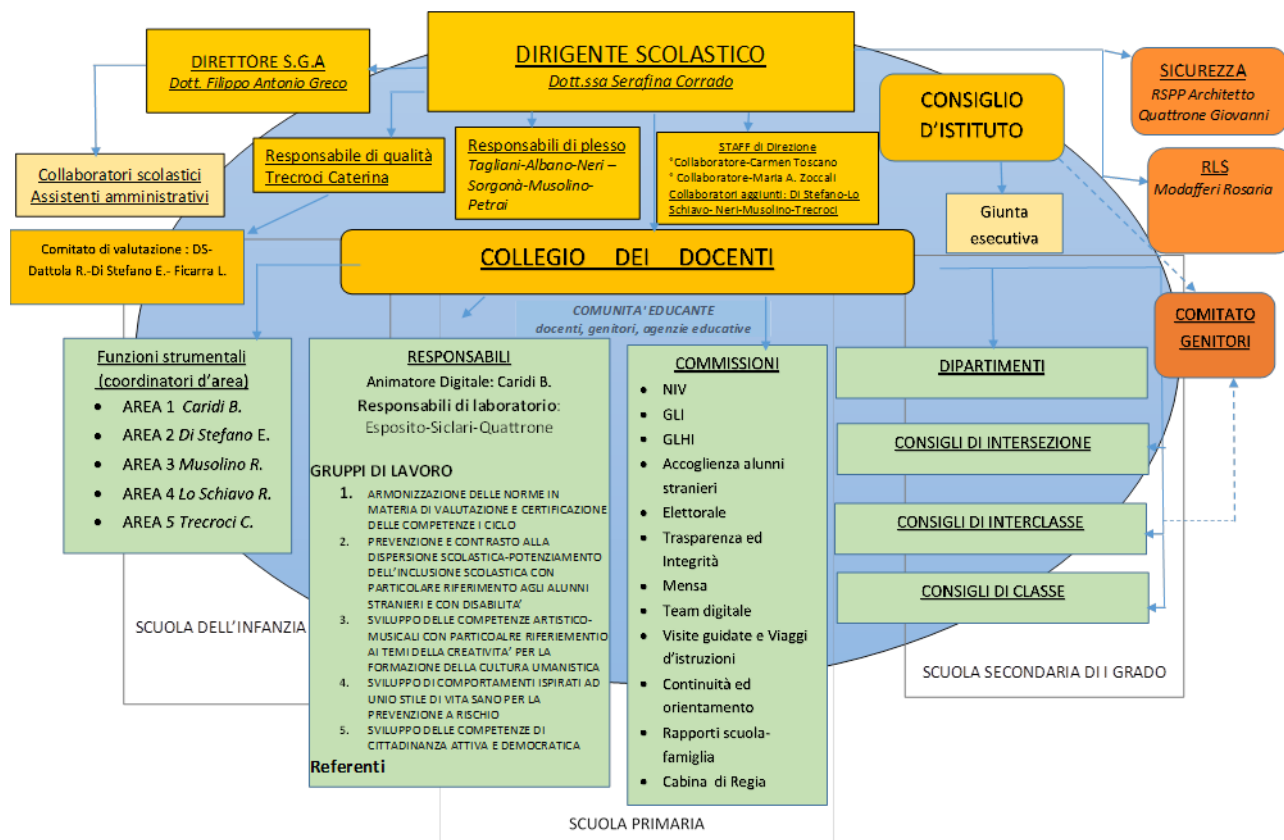 DIRIGENTE SCOLASTICO
Dott.ssa Serafina Corrado
DIRETTORE S.G.A
Dott. Filippo Antonio Greco
SICUREZZA
RSPP Architetto
Quattrone Giovanni
CONSIGLIO
D'ISTITUTO
Collaboratori scolastici
Assistenti amministrativi
Responsabile di qualità
Trecroci Caterina
Responsabili di plesso
Tagliani-Albano-Neri –
Sorgonà-Musolino-
Petrai
STAFF di Direzione
°Collaboratore-Carmen Toscano
° Collaboratore-Maria A. Zoccali
Collaboratori aggiunti: Di Stefano-Lo
Schiavo- Neri-Musolino-Trecroci
RLS
Modafferi Rosaria
Giunta
esecutiva
Comitato di valutazione : DS-
Dattola R.-Di Stefano E.- Ficarra L.
COLLEGIO DEI DOCENTI
COMUNITA' EDUCANTE
docenti, genitori, agenzie educative
COMITATO
GENITORI
Funzioni strumentali
(coordinatori d'area)
• AREA 1 Caridi B.
• AREA 2 Di Stefano E.
• AREA 3 Musolino R.
• AREA 4 Lo Schiavo R.
• AREA 5 Trecroci C.
RESPONSABILI
Animatore Digitale: Caridi B.
Responsabili di laboratorio:
Esposito-Siclari-Quattrone
GRUPPI DI LAVORO
1. ARMONIZZAZIONE DELLE NORME IN
MATERIA DI VALUTAZIONE E CERTIFICAZIONE
DELLE COMPETENZE I CICLO
2. PREVENZIONE E CONTRASTO ALLA
DISPERSIONE SCOLASTICA-POTENZIAMENTO
DELL'INCLUSIONE SCOLASTICA CON
PARTICOLARE RIFERIMENTO AGLI ALUNNI
STRANIERI E CON DISABILITA'
3. SVILUPPO DELLE COMPETENZE ARTISTICO-
MUSICALI CON PARTICOALRE RIFERIEMENTIO
AI TEMI DELLA CREATIVITA' PER LA
FORMAZIONE DELLA CULTURA UMANISTICA
4. SVILUPPO DI COMPORTAMENTI ISPIRATI AD
UNIO STILE DI VITA SANO PER LA
PREVENZIONE A RISCHIO
5. SVILUPPO DELLE COMPETENZE DI
CITTADINANZA ATTIVA E DEMOCRATICA
Referenti
COMMISSIONI
• NIV
• GLI
• GLHI
• Accoglienza alunni
stranieri
• Elettorale
• Trasparenza ed
Integrità
• Mensa
• Team digitale
• Visite guidate e Viaggi
d'istruzioni
• Continuità ed
orientamento
• Rapporti scuola-
famiglia
• Cabina di Regia
DIPARTIMENTI
CONSIGLI DI INTERSEZIONE
CONSIGLI DI INTERCLASSE
CONSIGLI DI CLASSE
SCUOLA DELL'INFANZIA
SCUOLA SECONDARIA DI I GRADO
SCUOLA PRIMARIA